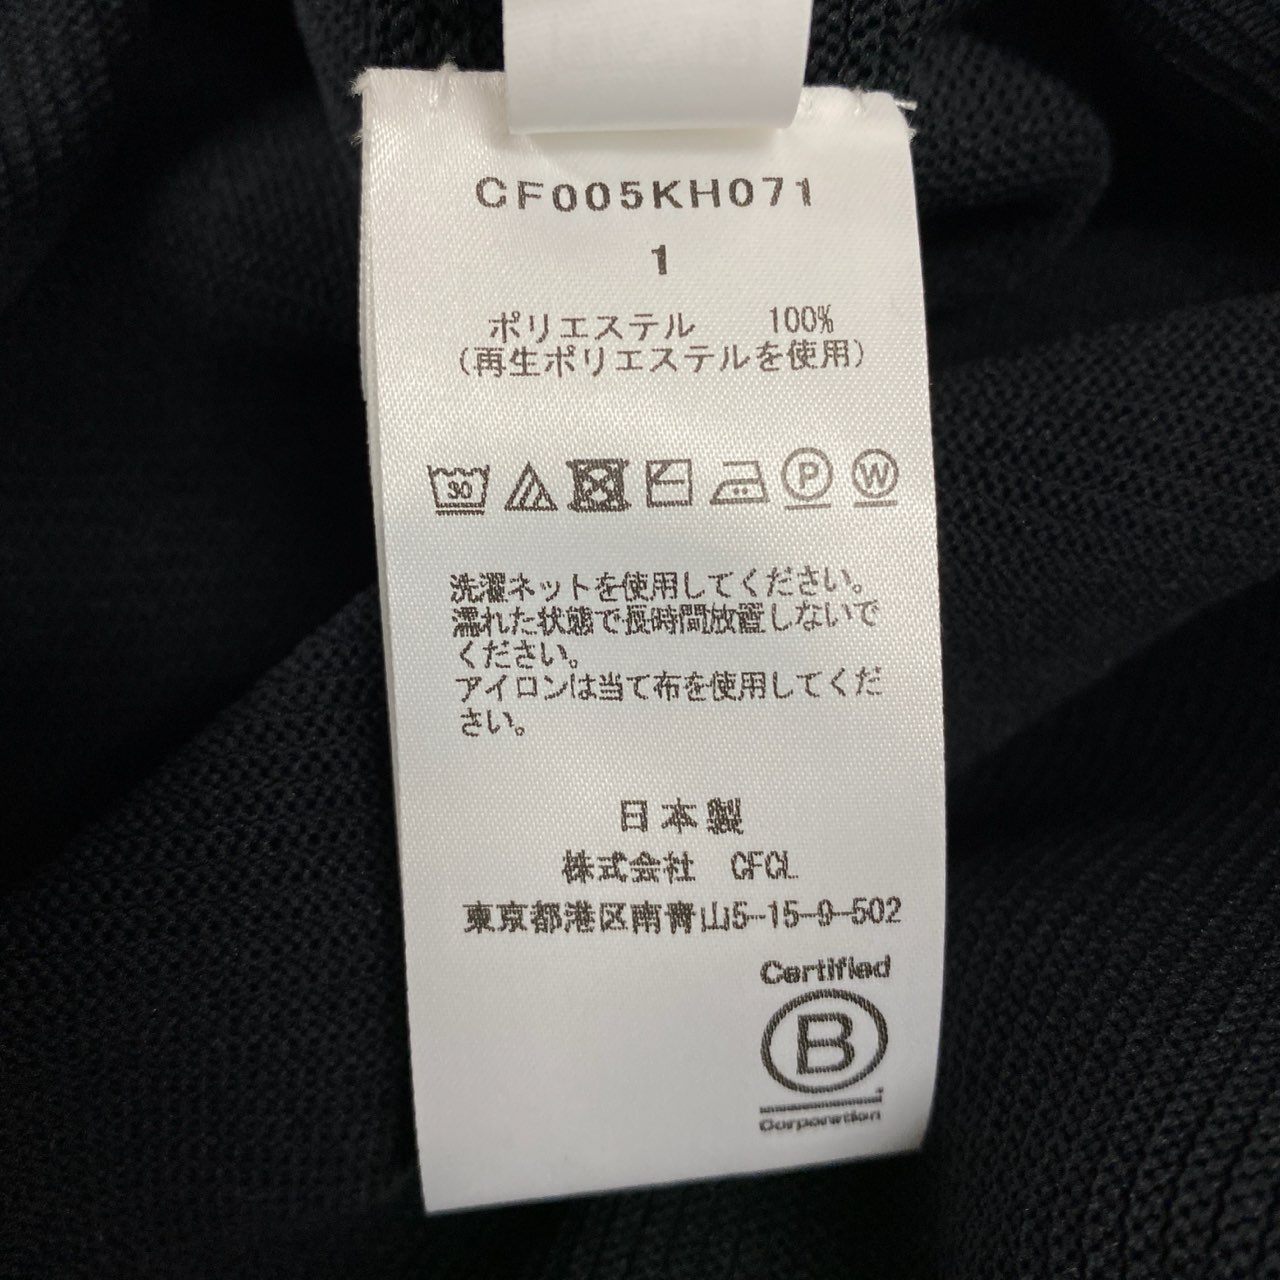 CF005KH071
1
ポリエステル 100%
(再生ポリエステルを使用)
30
P
W
洗濯ネットを使用してください。
濡れた状態で長時間放置しないで
ください。
アイロンは当て布を使用してくだ
さい。
日本製
株式会社 CFCL
東京都港区南青山5-15-9-502
Certified
B
Corporation